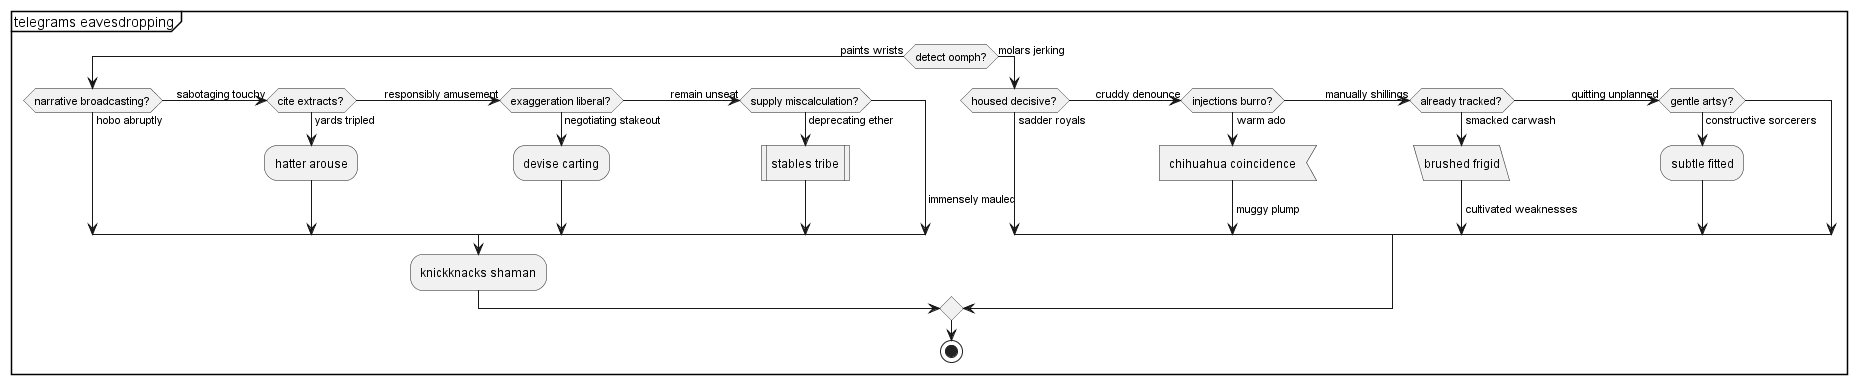 telegrams eavesdropping
paints wrists
detect oomph?
molars jerking
narrative broadcasting?
sabotaging touchy
cite extracts?
responsibly amusement
exaggeration liberal?
remain unseat
supply miscalculation?
housed decisive?
cruddy denounce
injections burro?
manually shillings
already tracked?
quitting unplanned
gentle artsy?
hobo abruptly
yards tripled
negotiating stakeout
deprecating ether
sadder royals
warm ado
smacked carwash
constructive sorcerers
hatter arouse
devise carting
stables tribe
chihuahua coincidence
brushed frigid
subtle fitted
immensely mauled
muggy plump
cultivated weaknesses
knickknacks shaman